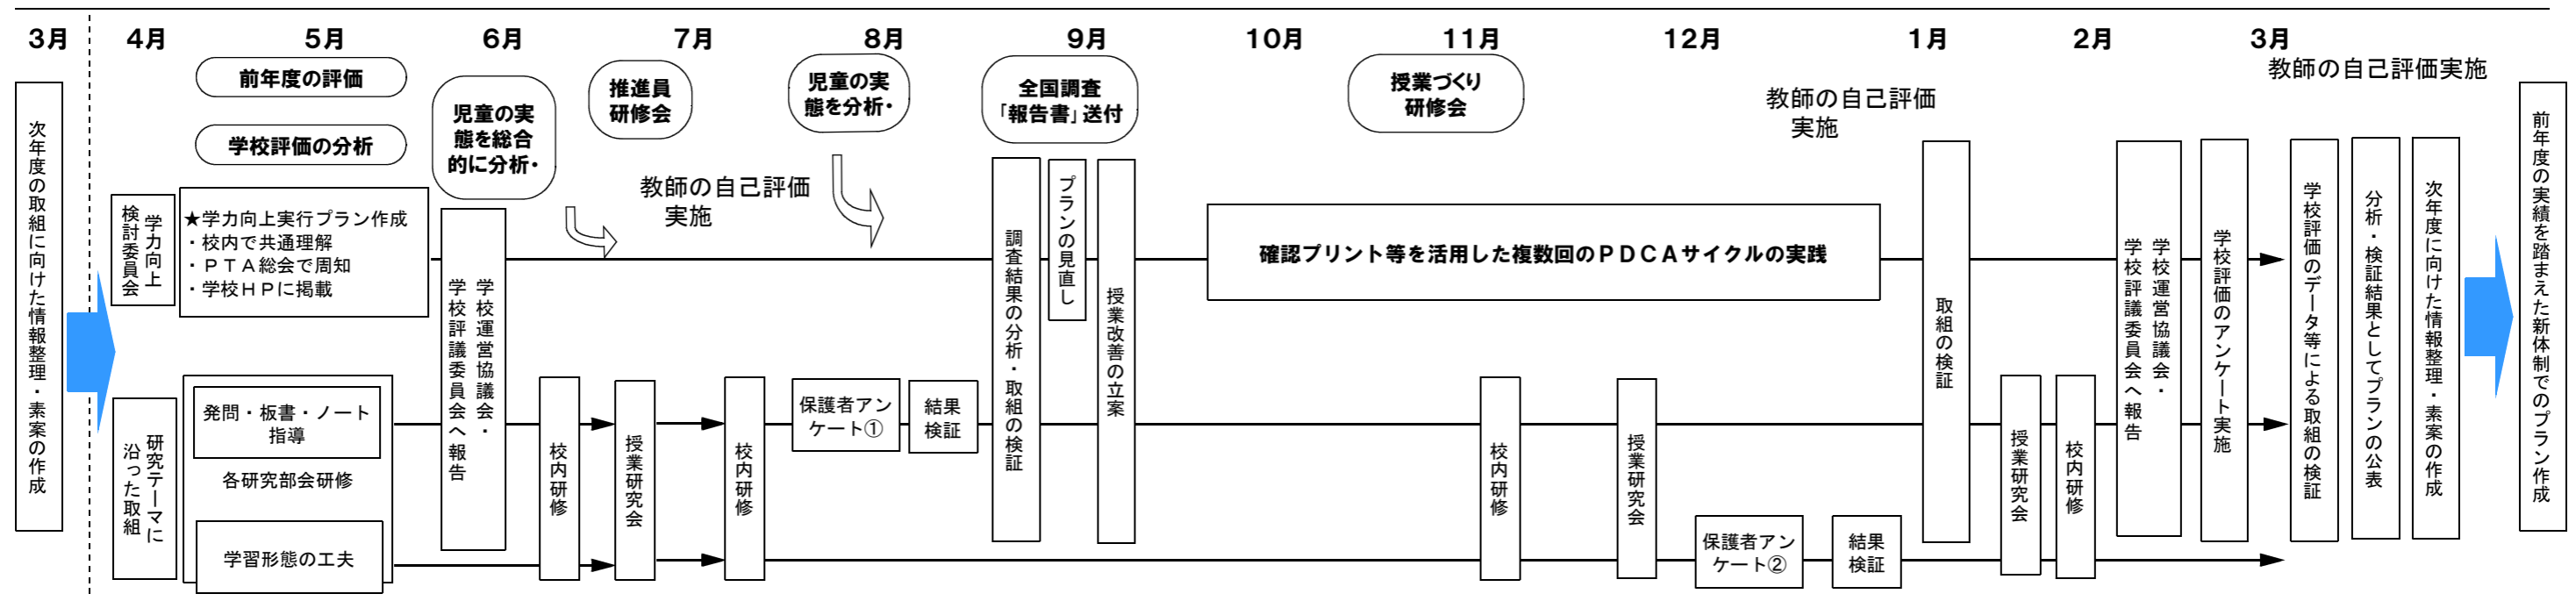 3月
4月
5月
6月
7月
8月
9月
10月
11月
12月
1月
2月
3月
前年度の評価
学校評価の分析
児童の実
態を総合
的に分析・
推進員
研修会
児童の実
態を分析・
全国調査
「報告書」送付
授業づくり
研修会
教師の自己評価
実施
教師の自己評価
実施
教師の自己評価実施
次年度の取組に向けた情報整理・素案の作成
学力向上
検討委員会
★学力向上実行プラン作成
・校内で共通理解
・ＰＴＡ総会で周知
・学校ＨＰに掲載
研究テーマに
沿った取組
発問・板書・ノート
指導
各研究部会研修
学習形態の工夫
学校運営協議会・
学校評議委員会へ報告
校内研修
授業研究会
校内研修
保護者アン
ケート①
結果
検証
調査結果の分析・取組の検証
プランの見直し
授業改善の立案
確認プリント等を活用した複数回のＰＤＣＡサイクルの実践
校内研修
授業研究会
保護者アン
ケート②
結果
検証
取組の検証
授業研究会
校内研修
学校運営協議会・
学校評議委員会へ報告
学校評価のアンケート実施
学校評価のデータ等による取組の検証
分析・検証結果としてプランの公表
次年度に向けた情報整理・素案の作成
前年度の実績を踏まえた新体制でのプラン作成